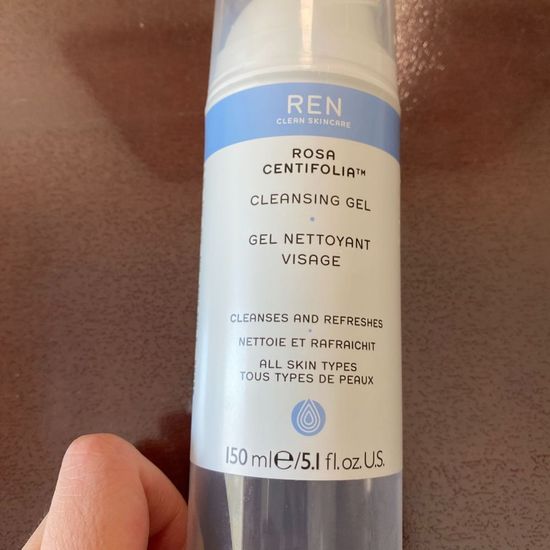 REN
CLEAN SKINCARE
ROSA
CENTIFOLIA™
CLEANSING GEL
GEL NETTOYANT
VISAGE
CLEANSES AND REFRESHES
NETTOIE ET RAFRAICHIT
ALL SKIN TYPES
TOUS TYPES DE PEAUX
150 ml℮/5.1 fl.oz.U.S.